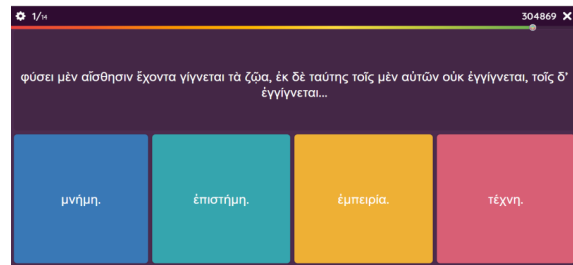 1/14
304869
φύσει μὲν αἴσθησιν ἔχοντα γίγνεται τὰ ζῷα, ἐκ δὲ ταύτης τοῖς μὲν αὐτῶν οὐκ ἐγγίγνεται, τοῖς δ’
ἐγγίγνεται...
μνήμη.
ἐπιστήμη.
ἐμπειρία.
τέχνη.